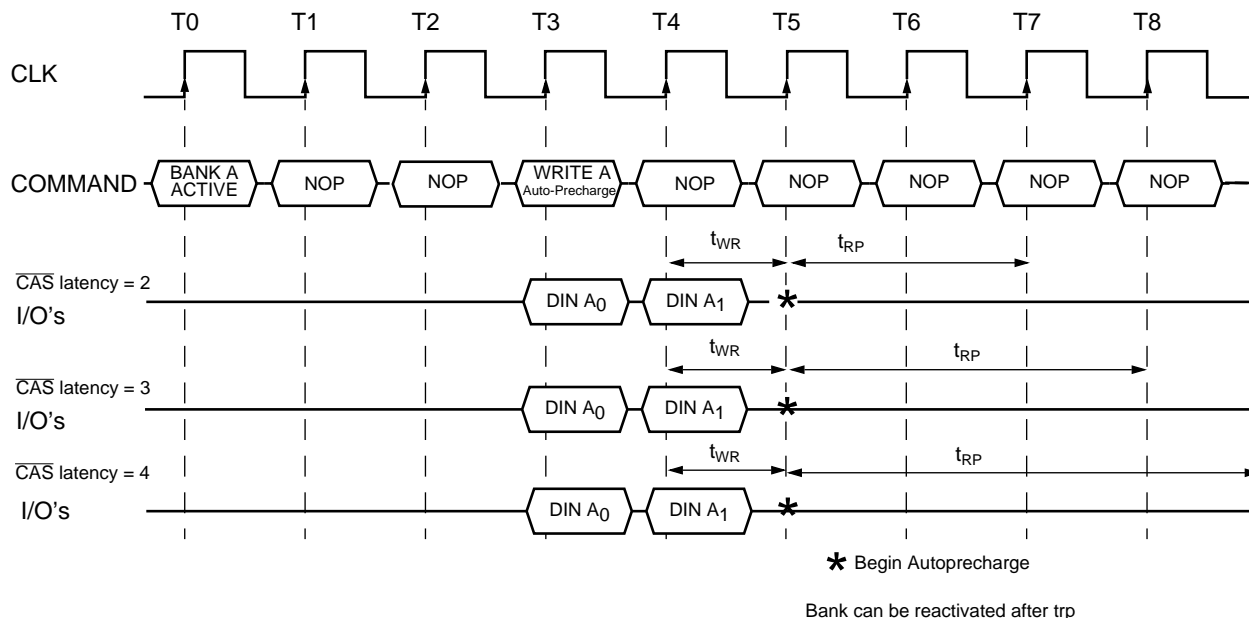 T0 T1 T2 T3 T4 T5 T6 T7 T8
CLK
COMMAND BANK A ACTIVE NOP NOP WRITE A Auto-Precharge NOP NOP NOP NOP NOP
tWR tRP
CAS latency = 2
I/O's DIN A0 DIN A1 *
tWR tRP
CAS latency = 3
I/O's DIN A0 DIN A1 *
tWR tRP
CAS latency = 4
I/O's DIN A0 DIN A1 *
* Begin Autoprecharge
Bank can be reactivated after trp